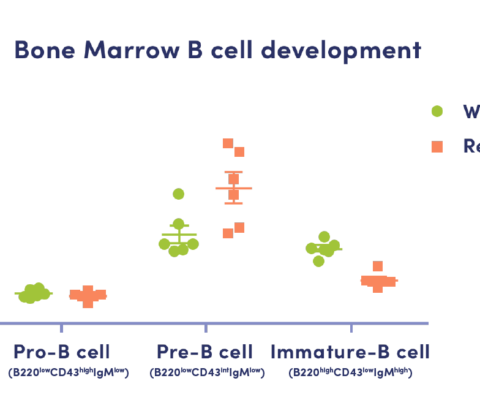 Bone Marrow B cell development
W
Re
Pro-B cell Pre-B cell Immature-B cell
(B220lowCD43highIgMlow) (B220lowCD43intIgMlow) (B220highCD43lowIgMhigh)